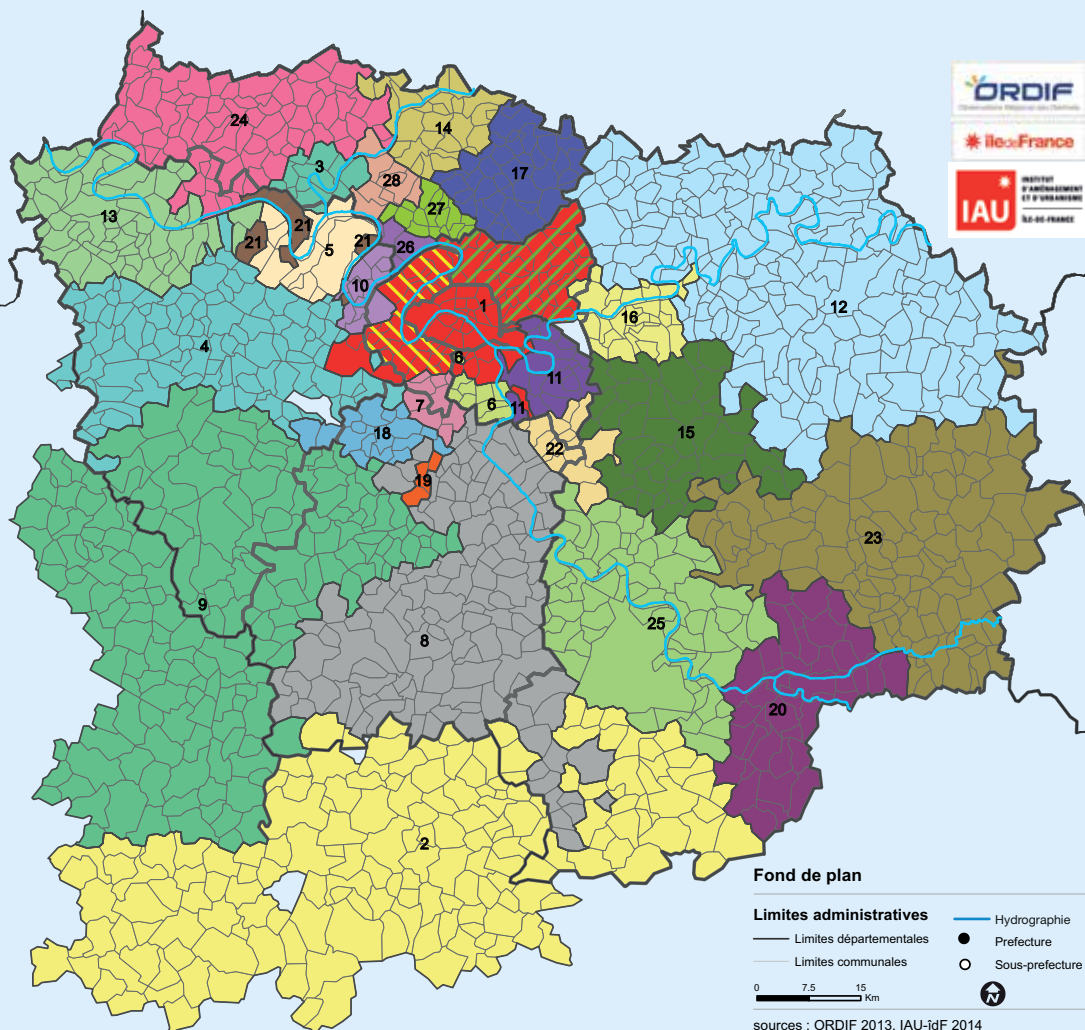 ORDIF
Observatoire Régional des Déchets
île de France
IAU
INSTITUT
D'AMÉNAGEMENT
ET D'URBANISME
ÎLE-DE-FRANCE
24
14
3
17
28
13
27
21
21
5
21
26
10
12
1
16
4
6
11
7
6
11
18
15
22
19
23
9
25
8
20
2
Fond de plan
Limites administratives
Limites départementales
Limites communales
Hydrographie
Prefecture
Sous-prefecture
0 7.5 15
Km
N
sources : ORDIF 2013, IAU-îdF 2014